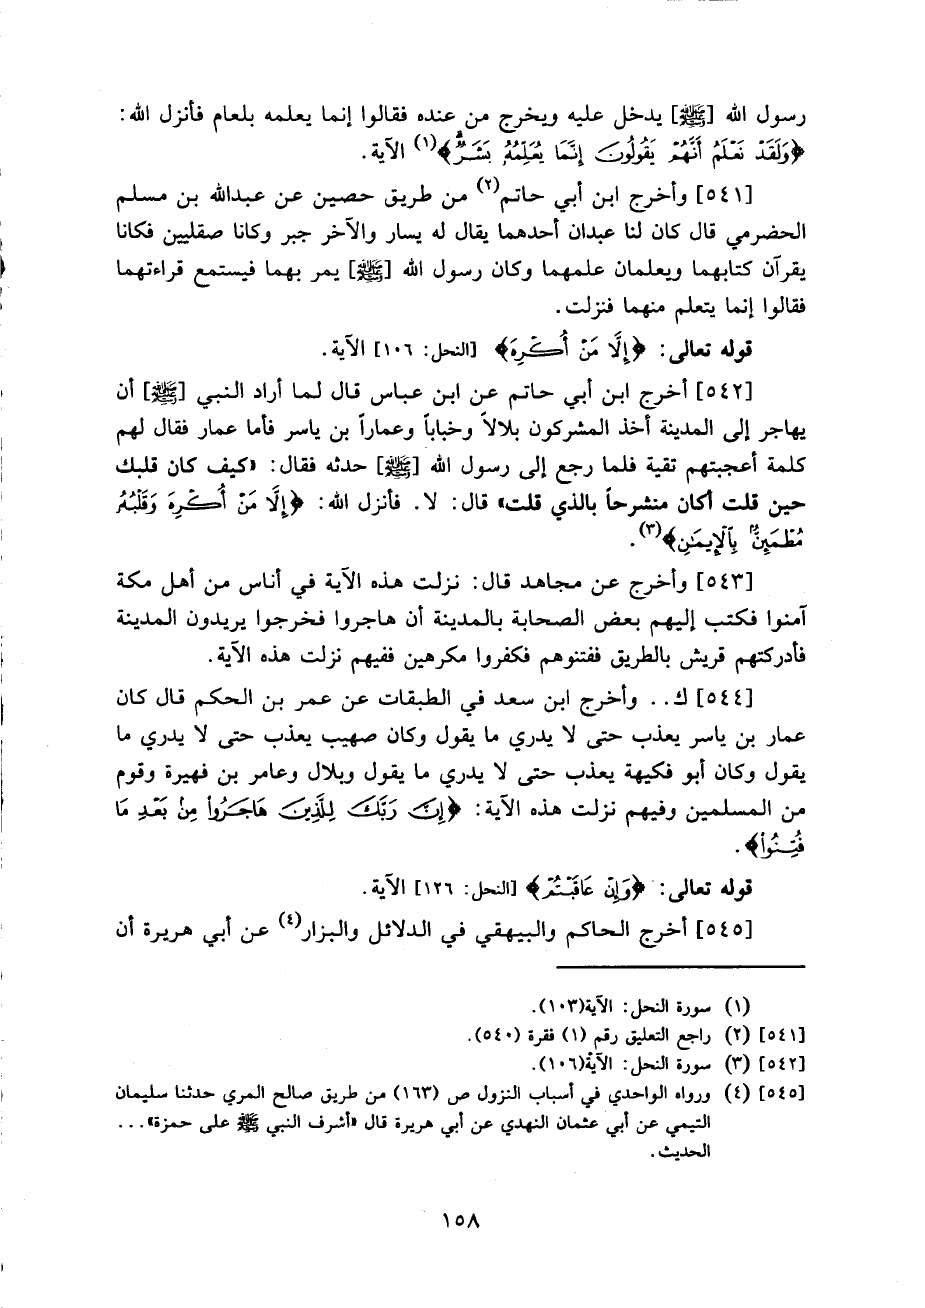 رسول الله [ﷺ] يدخل عليه ويخرج من عنده فقالوا إنما يعلمه بلعام فأنزل الله:
﴿وَلَقَدْ نَعْلَمُ أَنَّهُمْ يَقُولُونَ إِنَّمَا يُعَلِّمُهُ بَشَرٌ﴾(١) الآية.
[٥٤١] وأخرج ابن أبي حاتم(٢) من طريق حصين عن عبدالله بن مسلم
الحضرمي قال كان لنا عبدان أحدهما يقال له يسار والآخر جبر وكانا صقليين فكانا
يقرآن كتابهما ويعلمان علمهما وكان رسول الله [ﷺ] يمر بهما فيستمع قراءتهما
فقالوا إنما يتعلم منهما فنزلت.
قوله تعالى: ﴿إِلَّا مَنْ أُكْرِهَ﴾ [النحل: ١٠٦] الآية.
[٥٤٢] أخرج ابن أبي حاتم عن ابن عباس قال لما أراد النبي [ﷺ] أن
يهاجر إلى المدينة أخذ المشركون بلالاً وخباباً وعماراً بن ياسر فأما عمار فقال لهم
كلمة أعجبتهم تقية فلما رجع إلى رسول الله [ﷺ] حدثه فقال: «كيف كان قلبك
حين قلت أكان منشرحاً بالذي قلت» قال: لا. فأنزل الله: ﴿إِلَّا مَنْ أُكْرِهَ وَقَلْبُهُ
مُطْمَئِنٌّ بِالْإِيمَٰنِ﴾(٣).
[٥٤٣] وأخرج عن مجاهد قال: نزلت هذه الآية في أناس من أهل مكة
آمنوا فكتب إليهم بعض الصحابة بالمدينة أن هاجروا فخرجوا يريدون المدينة
فأدركتهم قريش بالطريق ففتنوهم فكفروا مكرهين ففيهم نزلت هذه الآية.
[٥٤٤] ك.. وأخرج ابن سعد في الطبقات عن عمر بن الحكم قال كان
عمار بن ياسر يعذب حتى لا يدري ما يقول وكان صهيب يعذب حتى لا يدري ما
يقول وكان أبو فكيهة يعذب حتى لا يدري ما يقول وبلال وعامر بن فهيرة وقوم
من المسلمين وفيهم نزلت هذه الآية: ﴿إِنَّ رَبَّكَ لِلَّذِينَ هَاجَرُوا مِنْ بَعْدِ مَا
فُتِنُوا﴾.
قوله تعالى: ﴿وَإِنْ عَاقَبْتُمْ﴾ [النحل: ١٢٦] الآية.
[٥٤٥] أخرج الحاكم والبيهقي في الدلائل والبزار(٤) عن أبي هريرة أن
(١) سورة النحل: الآية(١٠٣).
[٥٤١] (٢) راجع التعليق رقم (١) فقرة (٥٤٠).
[٥٤٢] (٣) سورة النحل: الآية(١٠٦).
[٥٤٥] (٤) ورواه الواحدي في أسباب النزول ص (١٦٣) من طريق صالح المري حدثنا سليمان
التيمي عن أبي عثمان النهدي عن أبي هريرة قال «أشرف النبي ﷺ على حمزة»...
الحديث.
١٥٨